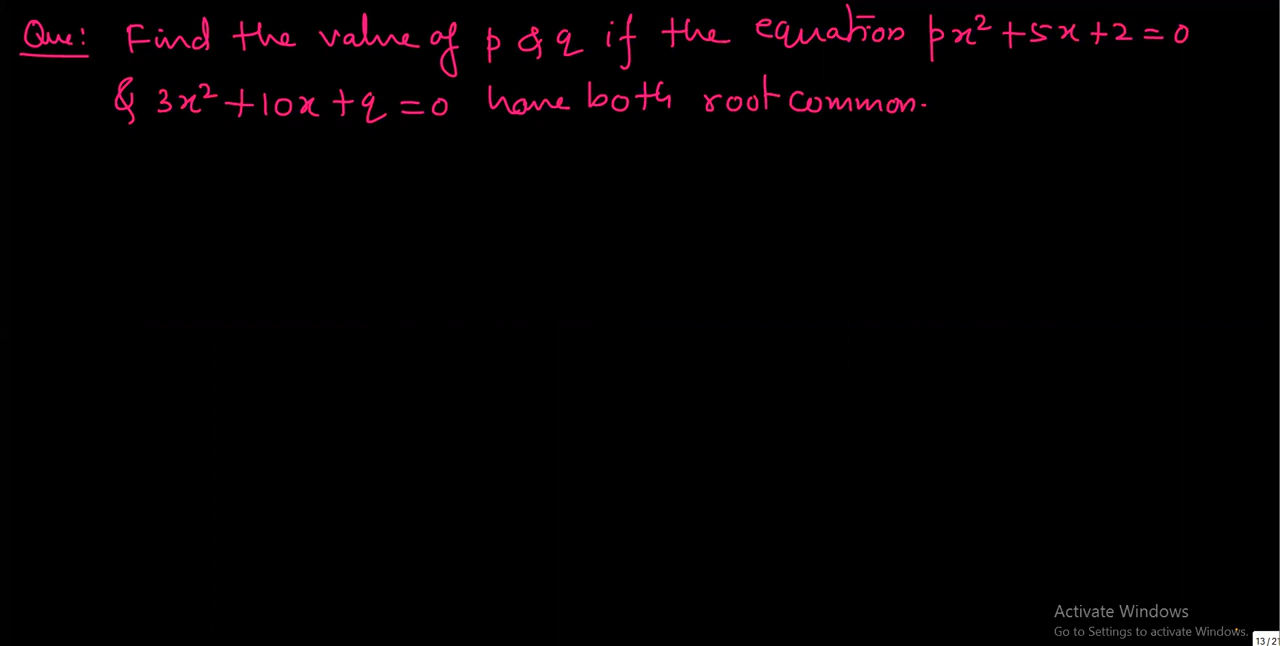 Que: Find the value of p & q if the equation px²+5x+2=0
& 3x²+10x+q=0 have both root common.
Activate Windows
Go to Settings to activate Windows.
13/21